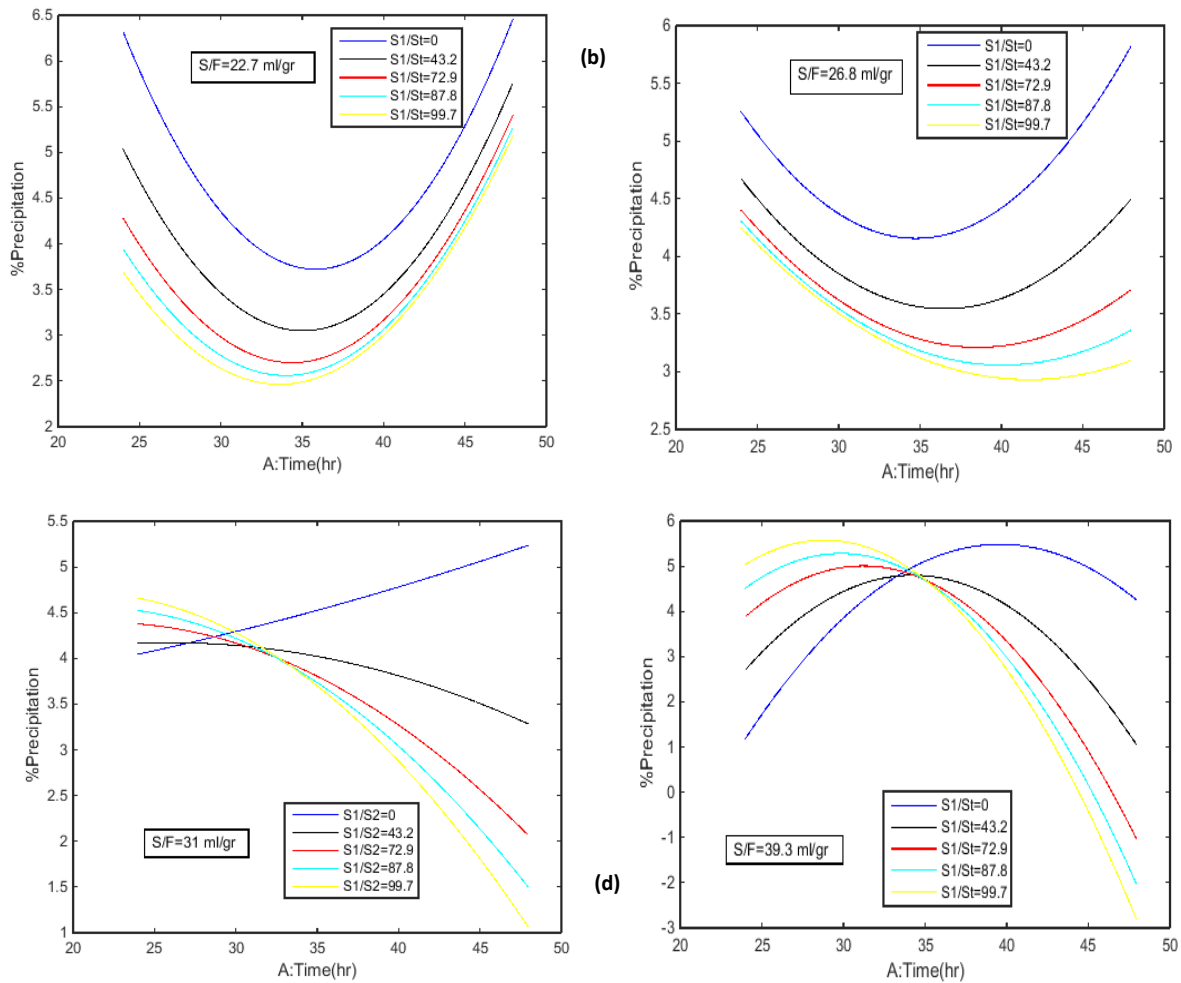 S/F=22.7 ml/gr
S1/St=0
S1/St=43.2
S1/St=72.9
S1/St=87.8
S1/St=99.7
6.5
6
5.5
5
4.5
4
3.5
3
2.5
2
%Precipitation
20 25 30 35 40 45 50
A:Time(hr)
(b)
S/F=26.8 ml/gr
S1/St=0
S1/St=43.2
S1/St=72.9
S1/St=87.8
S1/St=99.7
6
5.5
5
4.5
4
3.5
3
2.5
%Precipitation
20 25 30 35 40 45 50
A:Time(hr)
5.5
5
4.5
4
3.5
3
2.5
2
1.5
1
%Precipitation
S/F=31 ml/gr
S1/S2=0
S1/S2=43.2
S1/S2=72.9
S1/S2=87.8
S1/S2=99.7
20 25 30 35 40 45 50
A:Time(hr)
(d)
6
5
4
3
2
1
0
-1
-2
-3
%Precipitation
S/F=39.3 ml/gr
S1/St=0
S1/St=43.2
S1/St=72.9
S1/St=87.8
S1/St=99.7
20 25 30 35 40 45 50
A:Time(hr)